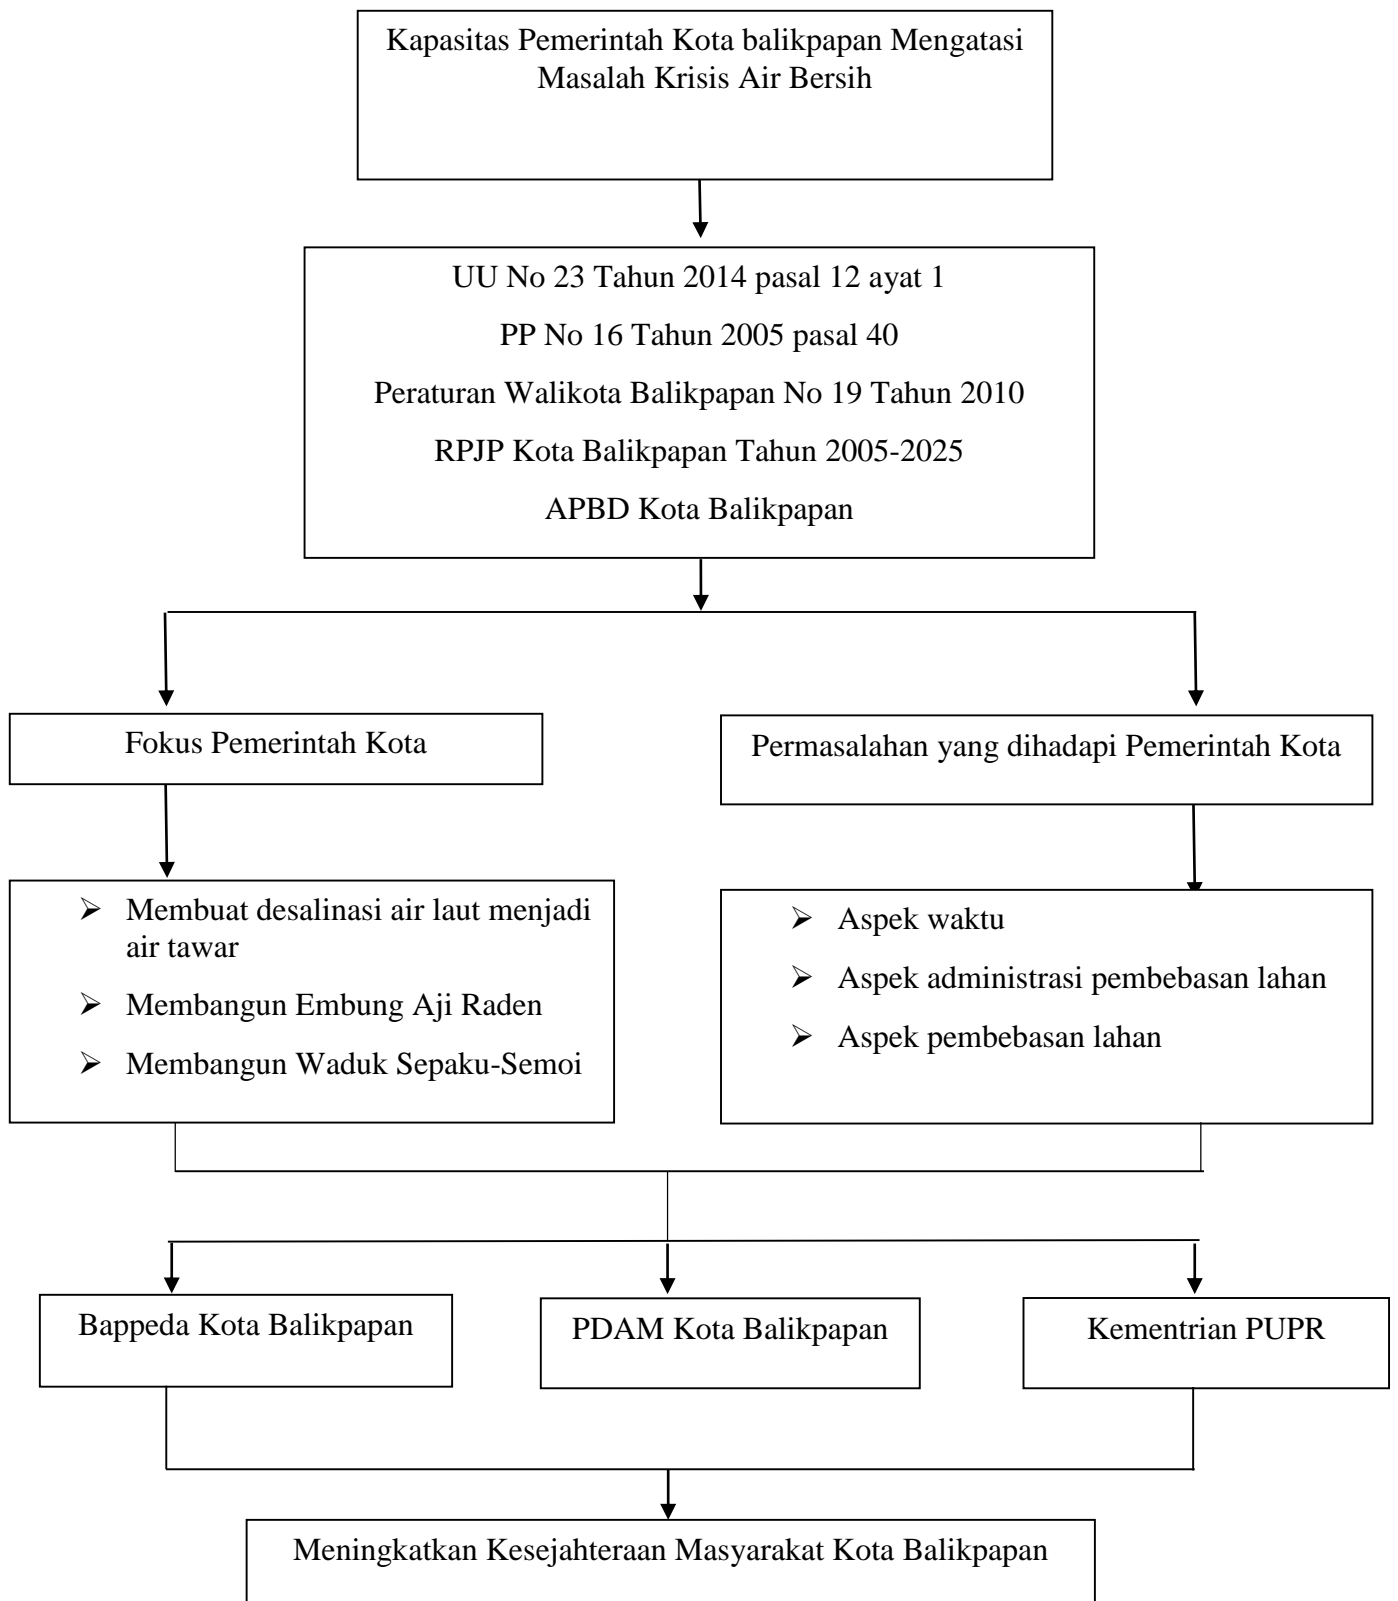 Kapasitas Pemerintah Kota balikpapan Mengatasi
Masalah Krisis Air Bersih
UU No 23 Tahun 2014 pasal 12 ayat 1
PP No 16 Tahun 2005 pasal 40
Peraturan Walikota Balikpapan No 19 Tahun 2010
RPJP Kota Balikpapan Tahun 2005-2025
APBD Kota Balikpapan
Fokus Pemerintah Kota
Permasalahan yang dihadapi Pemerintah Kota
➢ Membuat desalinasi air laut menjadi
air tawar
➢ Membangun Embung Aji Raden
➢ Membangun Waduk Sepaku-Semoi
➢ Aspek waktu
➢ Aspek administrasi pembebasan lahan
➢ Aspek pembebasan lahan
Bappeda Kota Balikpapan
PDAM Kota Balikpapan
Kementrian PUPR
Meningkatkan Kesejahteraan Masyarakat Kota Balikpapan